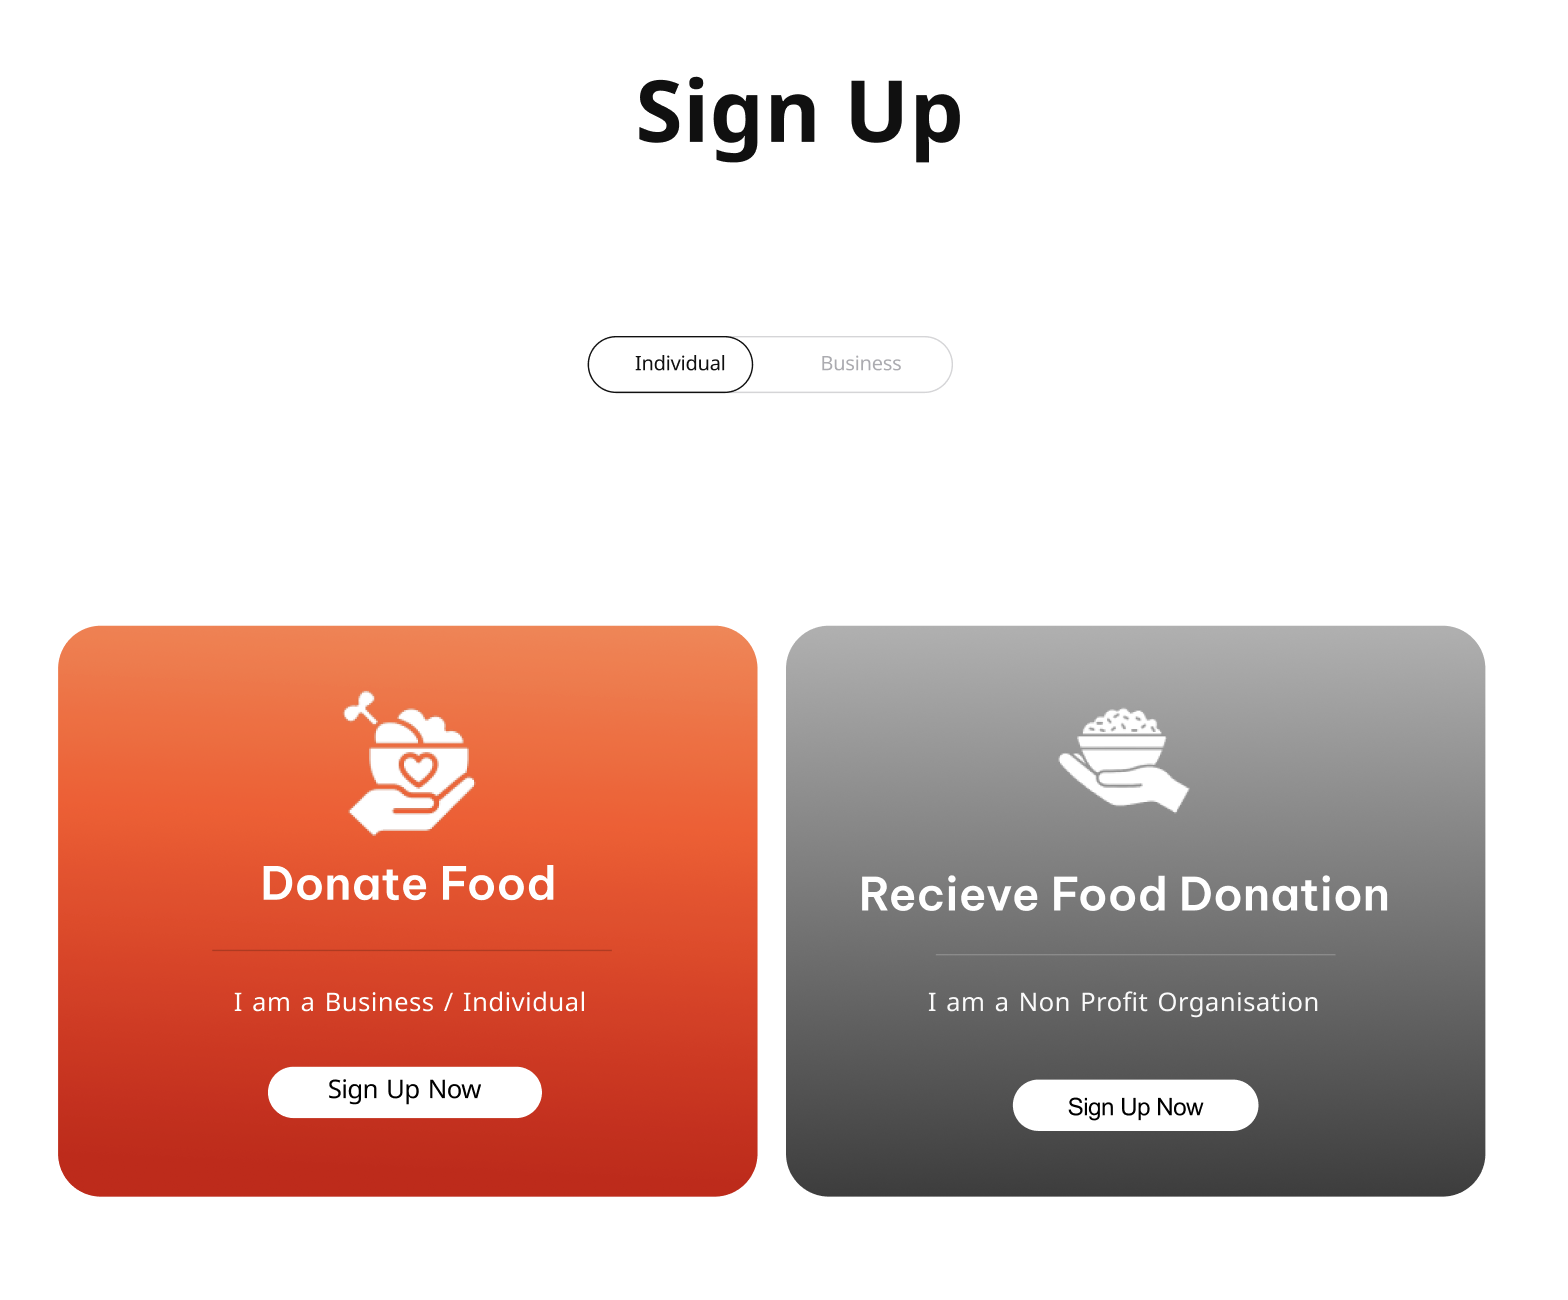 Sign Up
Individual
Business
Donate Food
I am a Business / Individual
Sign Up Now
Recieve Food Donation
I am a Non Profit Organisation
Sign Up Now